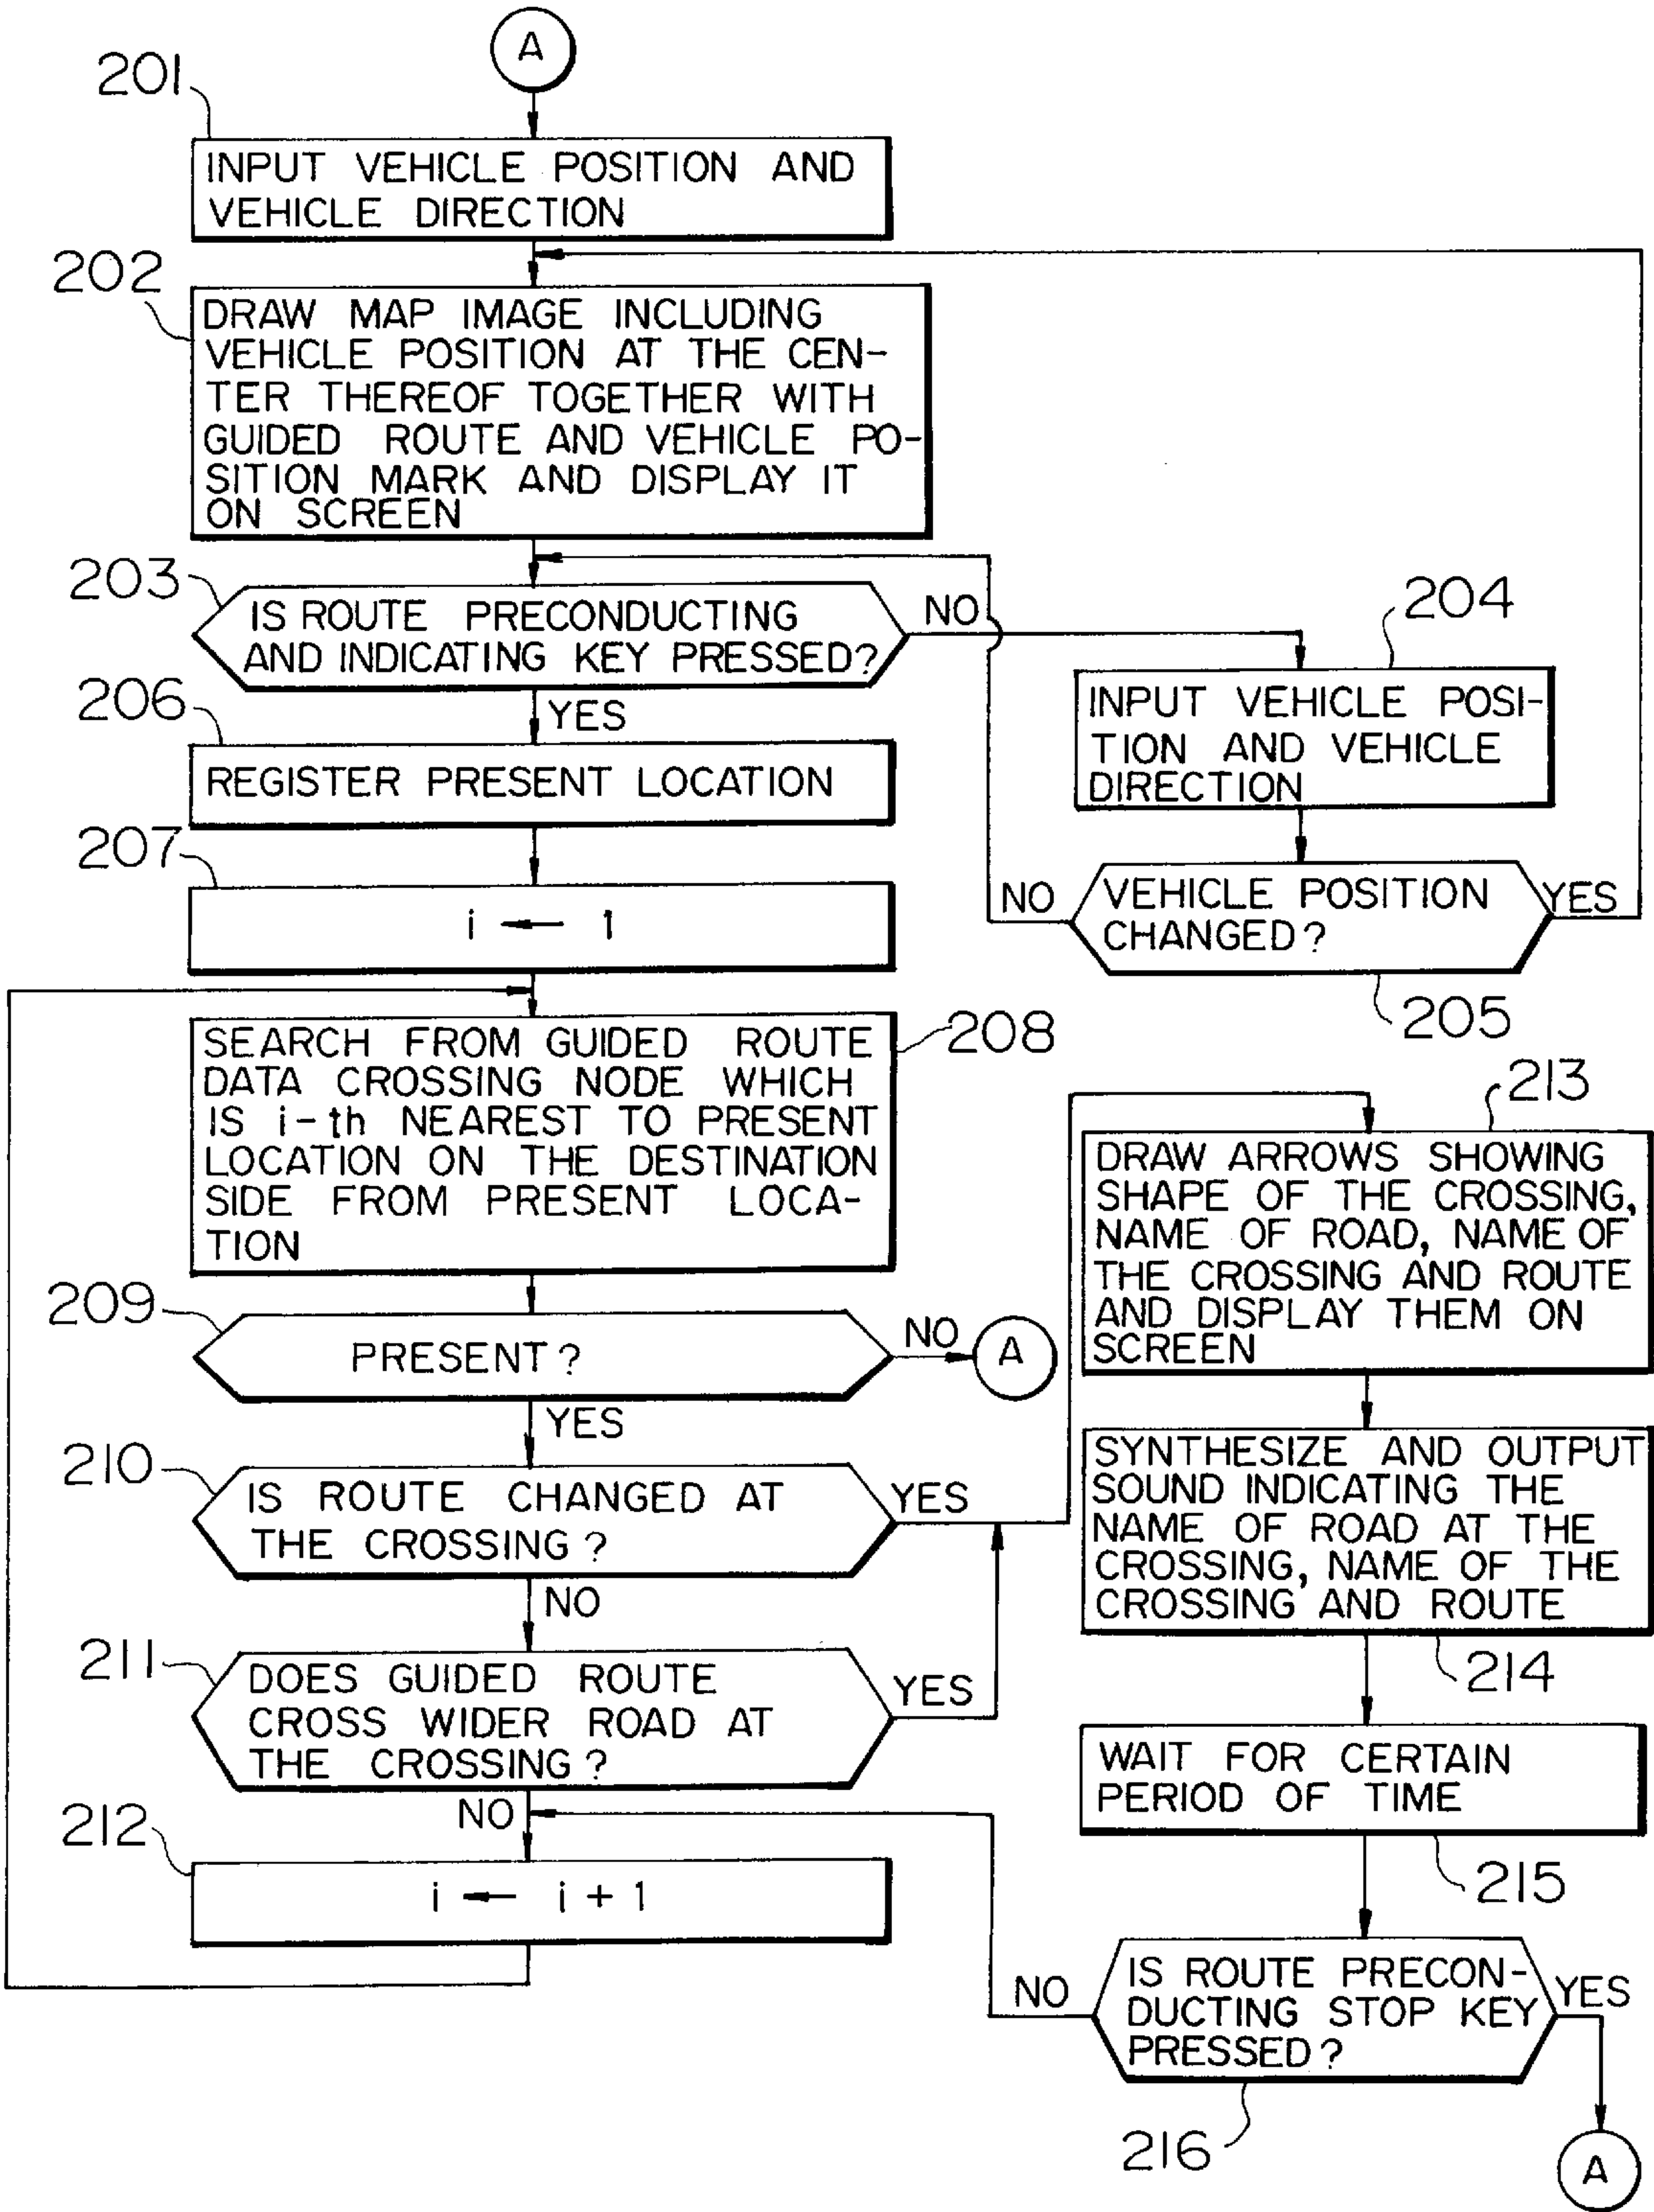 A
201
INPUT VEHICLE POSITION AND
VEHICLE DIRECTION
202
DRAW MAP IMAGE INCLUDING
VEHICLE POSITION AT THE CEN-
TER THEREOF TOGETHER WITH
GUIDED ROUTE AND VEHICLE PO-
SITION MARK AND DISPLAY IT
ON SCREEN
203
IS ROUTE PRECONDUCTING
AND INDICATING KEY PRESSED?
NO
YES
204
INPUT VEHICLE POSI-
TION AND VEHICLE
DIRECTION
NO
VEHICLE POSITION
CHANGED?
YES
205
206
REGISTER PRESENT LOCATION
207
i ← 1
208
SEARCH FROM GUIDED ROUTE
DATA CROSSING NODE WHICH
IS i-th NEAREST TO PRESENT
LOCATION ON THE DESTINATION
SIDE FROM PRESENT LOCA-
TION
209
PRESENT?
NO
A
YES
210
IS ROUTE CHANGED AT
THE CROSSING?
YES
NO
211
DOES GUIDED ROUTE
CROSS WIDER ROAD AT
THE CROSSING?
YES
NO
212
i ← i + 1
213
DRAW ARROWS SHOWING
SHAPE OF THE CROSSING,
NAME OF ROAD, NAME OF
THE CROSSING AND ROUTE
AND DISPLAY THEM ON
SCREEN
SYNTHESIZE AND OUTPUT
SOUND INDICATING THE
NAME OF ROAD AT THE
CROSSING, NAME OF THE
CROSSING AND ROUTE
214
WAIT FOR CERTAIN
PERIOD OF TIME
215
NO
IS ROUTE PRECON-
DUCTING STOP KEY
PRESSED?
YES
216
A